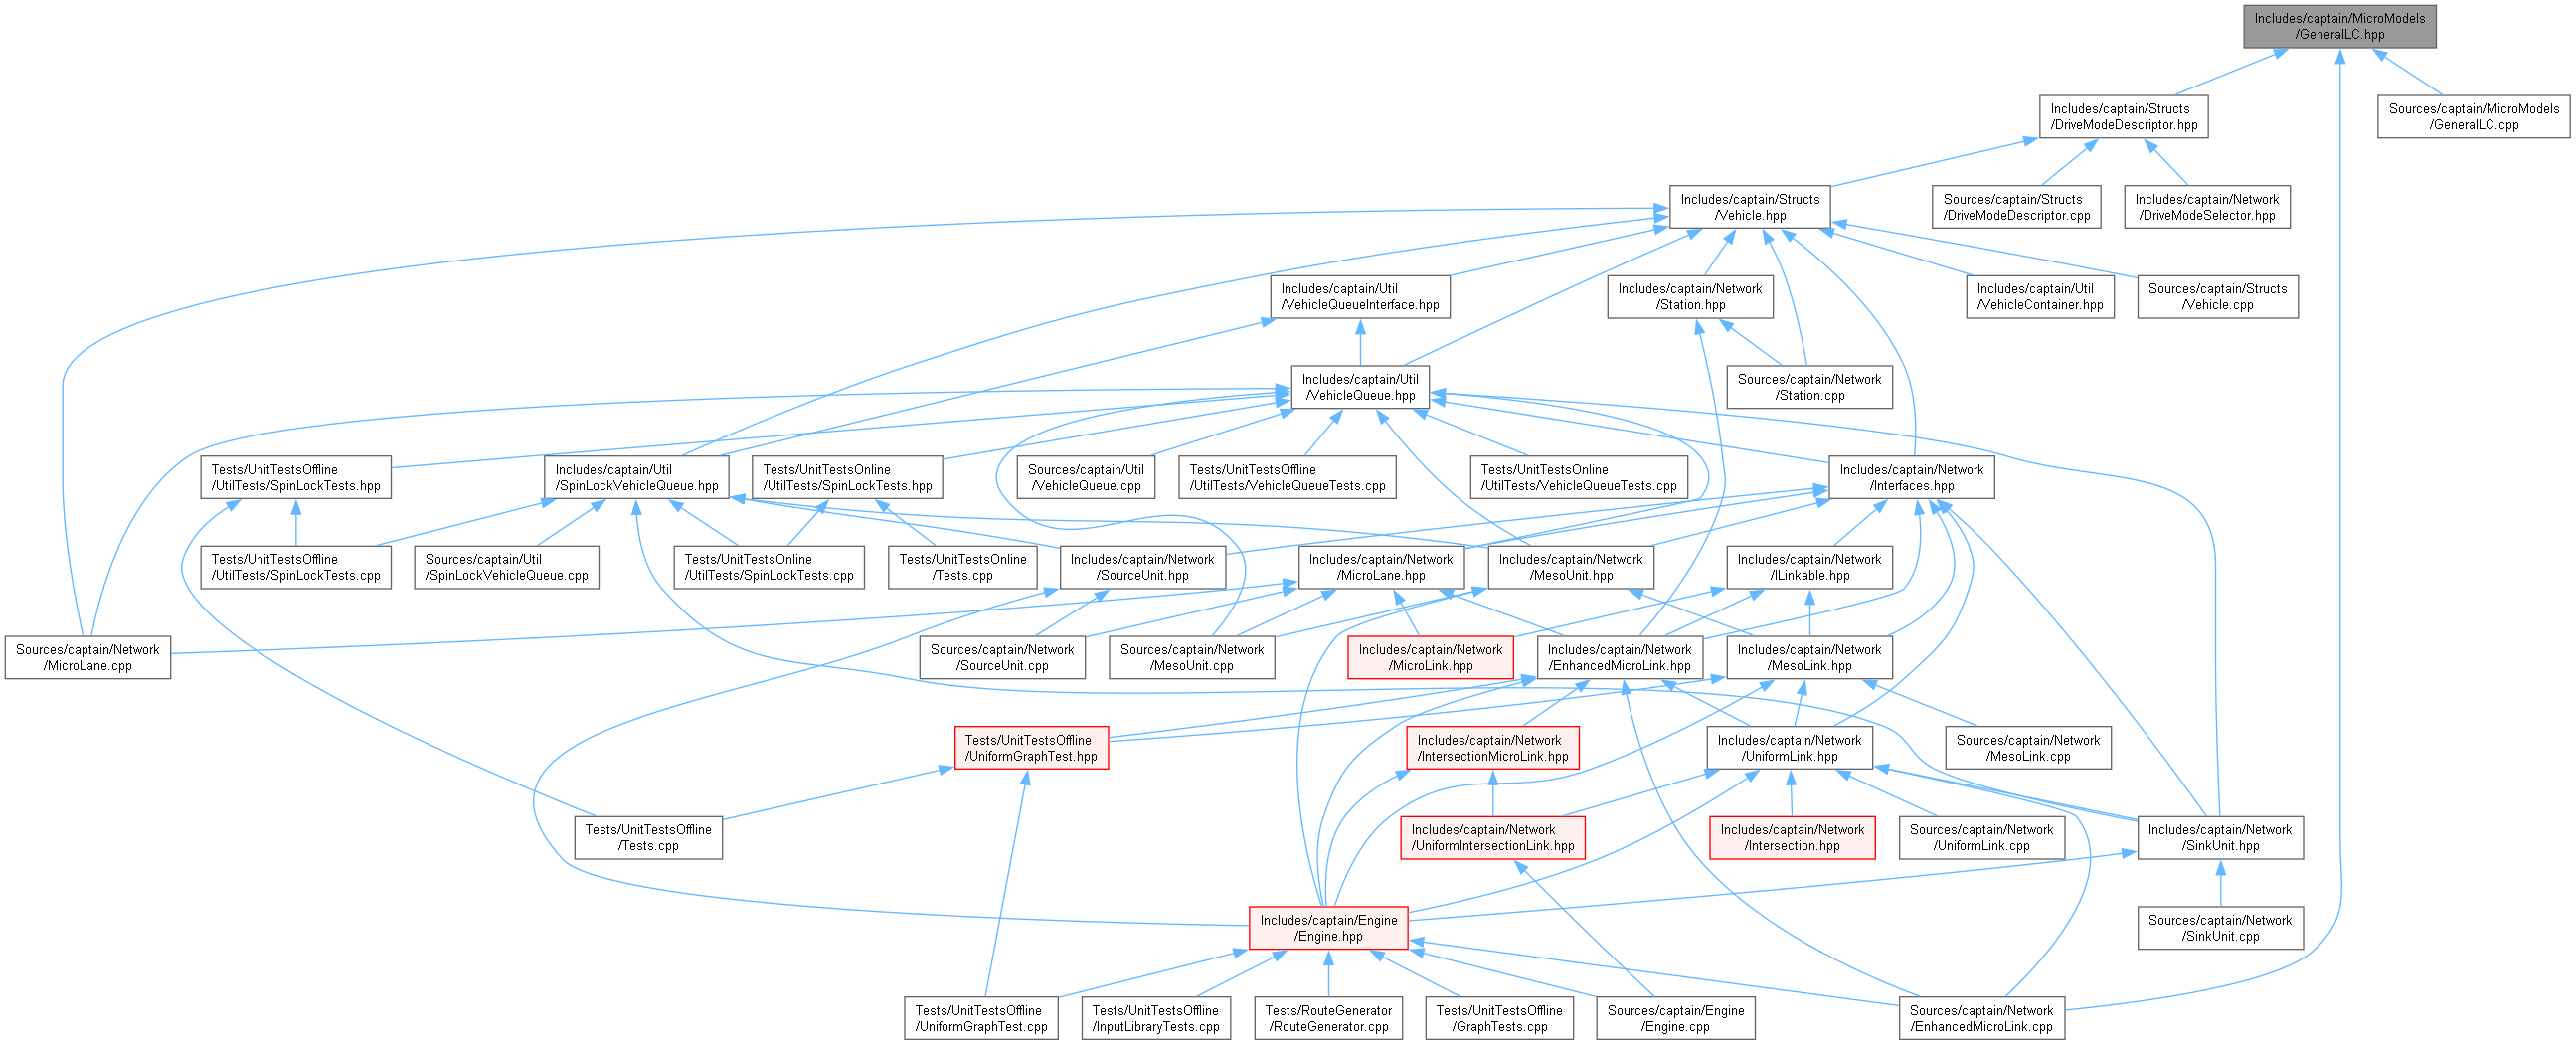 Includes/captain/MicroModels
/GeneralLC.hpp
Includes/captain/Structs
/DriveModeDescriptor.hpp
Sources/captain/MicroModels
/GeneralLC.cpp
Includes/captain/Structs
/Vehicle.hpp
Sources/captain/Structs
/DriveModeDescriptor.cpp
Includes/captain/Network
/DriveModeSelector.hpp
Includes/captain/Util
/VehicleQueueInterface.hpp
Includes/captain/Network
/Station.hpp
Includes/captain/Util
/VehicleContainer.hpp
Sources/captain/Structs
/Vehicle.cpp
Includes/captain/Util
/VehicleQueue.hpp
Sources/captain/Network
/Station.cpp
Tests/UnitTestsOffline
/UtilTests/SpinLockTests.hpp
Includes/captain/Util
/SpinLockVehicleQueue.hpp
Tests/UnitTestsOnline
/UtilTests/SpinLockTests.hpp
Sources/captain/Util
/VehicleQueue.cpp
Tests/UnitTestsOffline
/UtilTests/VehicleQueueTests.cpp
Tests/UnitTestsOnline
/UtilTests/VehicleQueueTests.cpp
Includes/captain/Network
/Interfaces.hpp
Tests/UnitTestsOffline
/UtilTests/SpinLockTests.cpp
Sources/captain/Util
/SpinLockVehicleQueue.cpp
Tests/UnitTestsOnline
/UtilTests/SpinLockTests.cpp
Tests/UnitTestsOnline
/Tests.cpp
Includes/captain/Network
/SourceUnit.hpp
Includes/captain/Network
/MicroLane.hpp
Includes/captain/Network
/MesoUnit.hpp
Includes/captain/Network
/ILinkable.hpp
Sources/captain/Network
/MicroLane.cpp
Sources/captain/Network
/SourceUnit.cpp
Sources/captain/Network
/MesoUnit.cpp
Includes/captain/Network
/MicroLink.hpp
Includes/captain/Network
/EnhancedMicroLink.hpp
Includes/captain/Network
/MesoLink.hpp
Tests/UnitTestsOffline
/UniformGraphTest.hpp
Includes/captain/Network
/IntersectionMicroLink.hpp
Includes/captain/Network
/UniformLink.hpp
Sources/captain/Network
/MesoLink.cpp
Tests/UnitTestsOffline
/Tests.cpp
Includes/captain/Network
/UniformIntersectionLink.hpp
Includes/captain/Network
/Intersection.hpp
Sources/captain/Network
/UniformLink.cpp
Includes/captain/Network
/SinkUnit.hpp
Includes/captain/Engine
/Engine.hpp
Sources/captain/Network
/SinkUnit.cpp
Tests/UnitTestsOffline
/UniformGraphTest.cpp
Tests/UnitTestsOffline
/InputLibraryTests.cpp
Tests/RouteGenerator
/RouteGenerator.cpp
Tests/UnitTestsOffline
/GraphTests.cpp
Sources/captain/Engine
/Engine.cpp
Sources/captain/Network
/EnhancedMicroLink.cpp